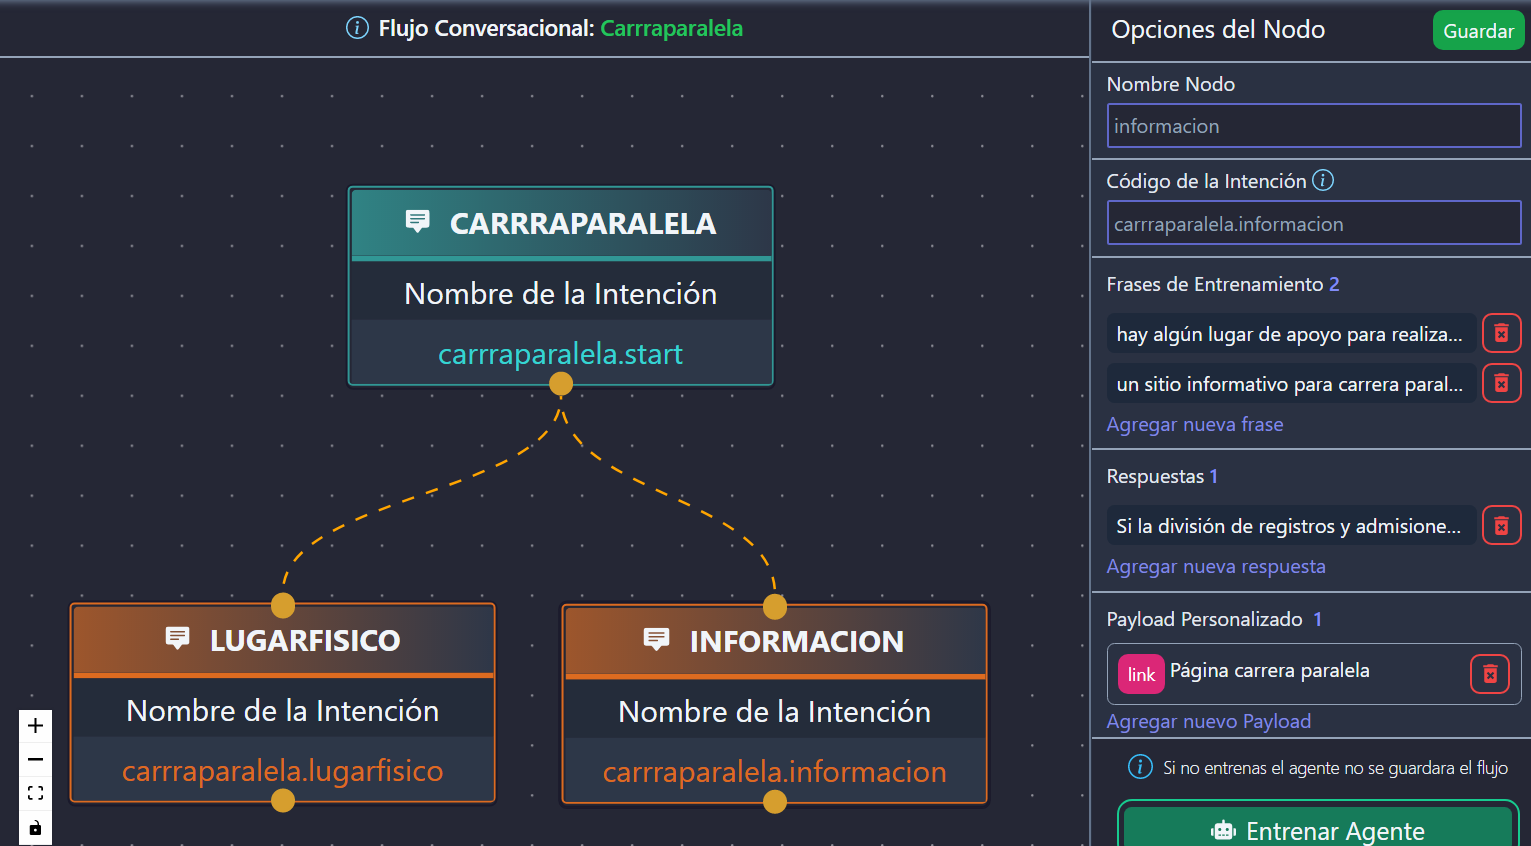 Flujo Conversacional: Carrraparalela
CARRRAPARALELA
Nombre de la Intención
carrraparalela.start
LUGARFISICO
Nombre de la Intención
carrraparalela.lugarfisico
INFORMACION
Nombre de la Intención
carrraparalela.informacion
Opciones del Nodo
Guardar
Nombre Nodo
informacion
Código de la Intención
carrraparalela.informacion
Frases de Entrenamiento 2
hay algún lugar de apoyo para realiza...
un sitio informativo para carrera paral...
Agregar nueva frase
Respuestas 1
Si la división de registros y admisione...
Agregar nueva respuesta
Payload Personalizado 1
link Página carrera paralela
Agregar nuevo Payload
Si no entrenas el agente no se guardara el flujo
Entrenar Agente